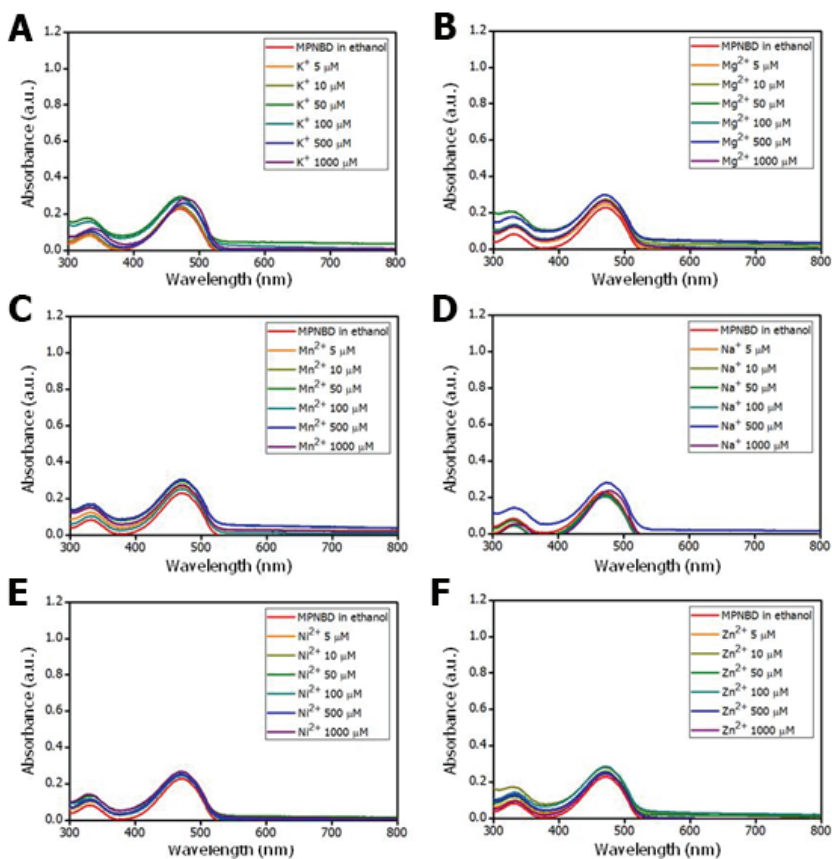 A
Absorbance (a.u.)
1.2
1.0
0.8
0.6
0.4
0.2
0.0
MPNBD in ethanol
K+ 5 μM
K+ 10 μM
K+ 50 μM
K+ 100 μM
K+ 500 μM
K+ 1000 μM
300 400 500 600 700 800
Wavelength (nm)
B
Absorbance (a.u.)
1.2
1.0
0.8
0.6
0.4
0.2
0.0
MPNBD in ethanol
Mg2+ 5 μM
Mg2+ 10 μM
Mg2+ 50 μM
Mg2+ 100 μM
Mg2+ 500 μM
Mg2+ 1000 μM
300 400 500 600 700 800
Wavelength (nm)
C
Absorbance (a.u.)
1.2
1.0
0.8
0.6
0.4
0.2
0.0
MPNBD in ethanol
Mn2+ 5 μM
Mn2+ 10 μM
Mn2+ 50 μM
Mn2+ 100 μM
Mn2+ 500 μM
Mn2+ 1000 μM
300 400 500 600 700 800
Wavelength (nm)
D
Absorbance (a.u.)
1.2
1.0
0.8
0.6
0.4
0.2
0.0
MPNBD in ethanol
Na+ 5 μM
Na+ 10 μM
Na+ 50 μM
Na+ 100 μM
Na+ 500 μM
Na+ 1000 μM
300 400 500 600 700 800
Wavelength (nm)
E
Absorbance (a.u.)
1.2
1.0
0.8
0.6
0.4
0.2
0.0
MPNBD in ethanol
Ni2+ 5 μM
Ni2+ 10 μM
Ni2+ 50 μM
Ni2+ 100 μM
Ni2+ 500 μM
Ni2+ 1000 μM
300 400 500 600 700 800
Wavelength (nm)
F
Absorbance (a.u.)
1.2
1.0
0.8
0.6
0.4
0.2
0.0
MPNBD in ethanol
Zn2+ 5 μM
Zn2+ 10 μM
Zn2+ 50 μM
Zn2+ 100 μM
Zn2+ 500 μM
Zn2+ 1000 μM
300 400 500 600 700 800
Wavelength (nm)